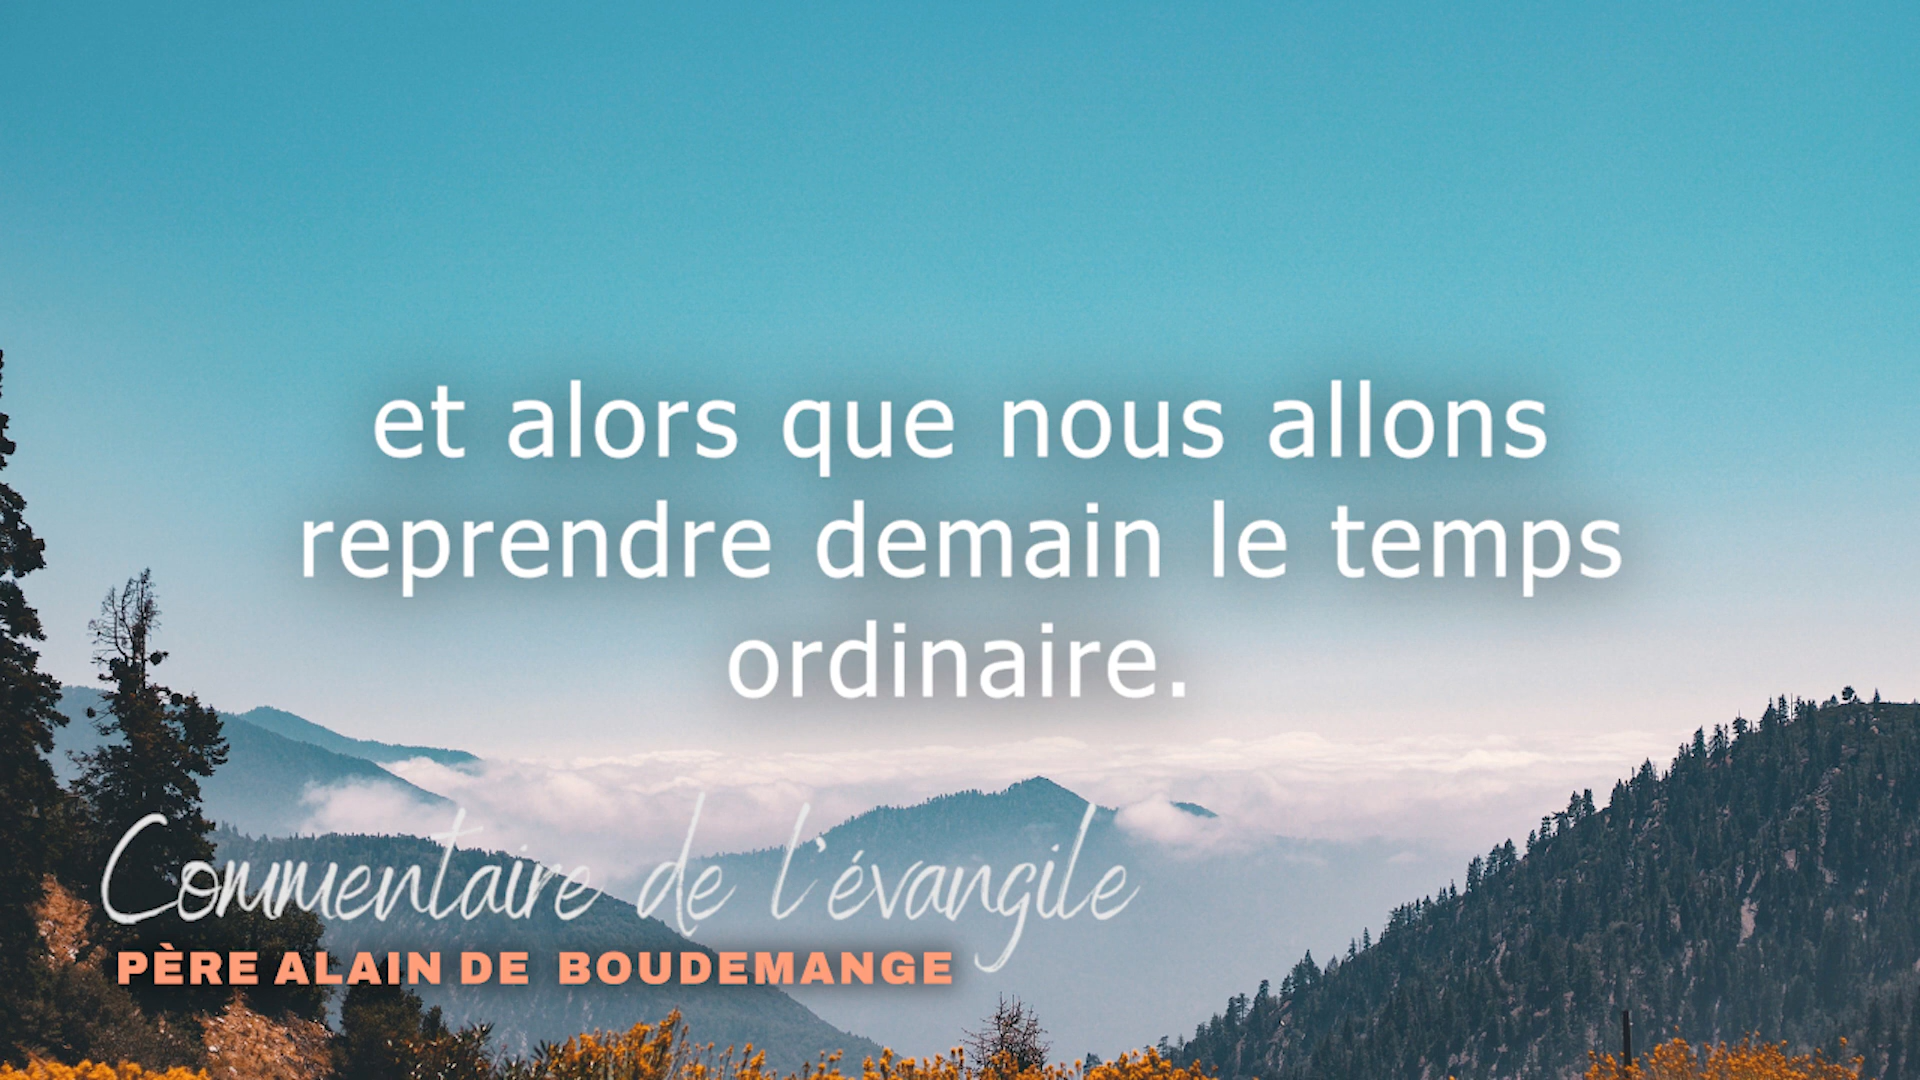 et alors que nous allons
reprendre demain le temps
ordinaire.
Commentaire de l'évangile
PÈRE ALAIN DE BOUDEMANGE